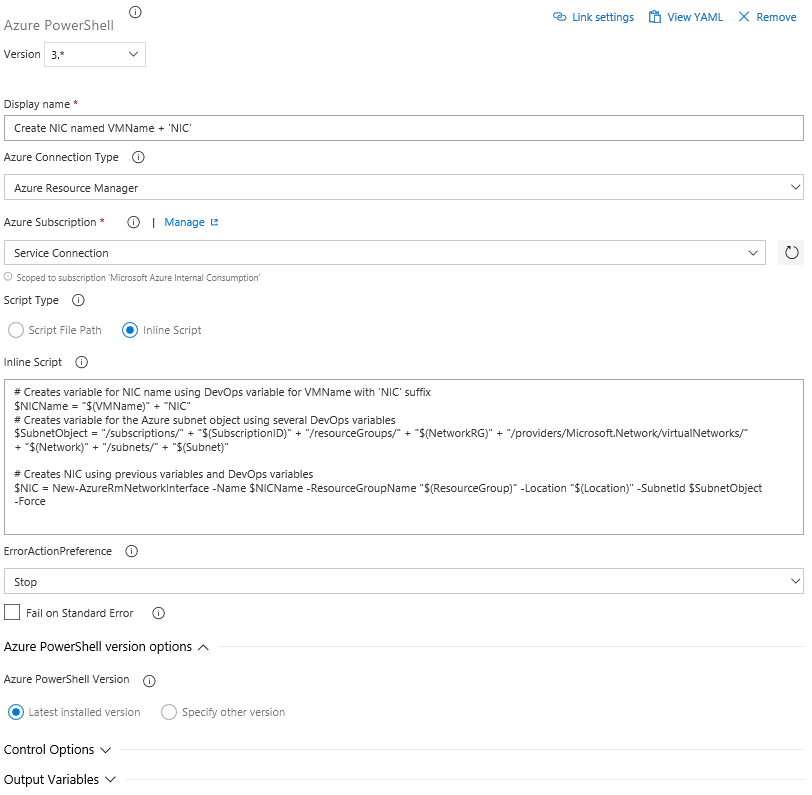 Azure PowerShell
Link settings View YAML Remove
Version 3.*
Display name *
Create NIC named VMName + 'NIC'
Azure Connection Type
Azure Resource Manager
Azure Subscription * | Manage
Service Connection
Scoped to subscription 'Microsoft Azure Internal Consumption'
Script Type
Script File Path Inline Script
Inline Script
# Creates variable for NIC name using DevOps variable for VMName with 'NIC' suffix
$NICName = "$(VMName)" + "NIC"
# Creates variable for the Azure subnet object using several DevOps variables
$SubnetObject = "/subscriptions/" + "$(SubscriptionID)" + "/resourceGroups/" + "$(NetworkRG)" + "/providers/Microsoft.Network/virtualNetworks/"
+ "$(Network)" + "/subnets/" + "$(Subnet)"
# Creates NIC using previous variables and DevOps variables
$NIC = New-AzureRmNetworkInterface -Name $NICName -ResourceGroupName "$(ResourceGroup)" -Location "$(Location)" -SubnetId $SubnetObject
-Force
ErrorActionPreference
Stop
Fail on Standard Error
Azure PowerShell version options
Azure PowerShell Version
Latest installed version Specify other version
Control Options
Output Variables